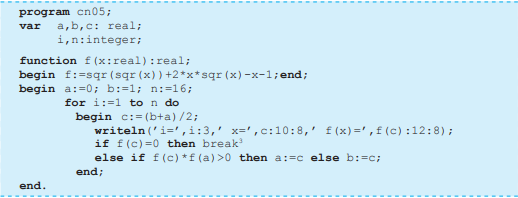 program cn05;
var a,b,c: real;
i,n:integer;
function f(x:real):real;
begin f:=sqr(sqr(x))+2*x*sqr(x)-x-1;end;
begin a:=0; b:=1; n:=16;
for i:=1 to n do
begin c:=(b+a)/2;
writeln('i=',i:3,' x=',c:10:8,' f(x)=',f(c):12:8);
if f(c)=0 then break³
else if f(c)*f(a)>0 then a:=c else b:=c;
end;
end.